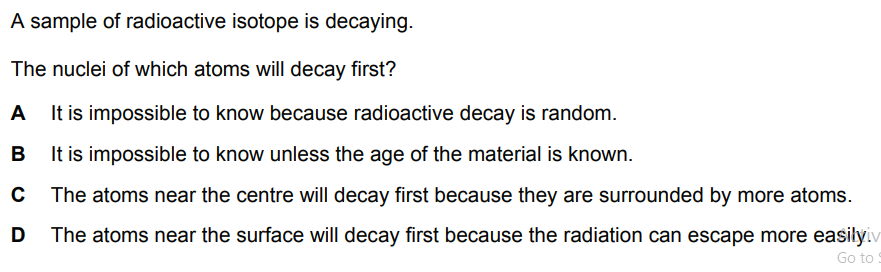 A sample of radioactive isotope is decaying.
The nuclei of which atoms will decay first?
A It is impossible to know because radioactive decay is random.
B It is impossible to know unless the age of the material is known.
C The atoms near the centre will decay first because they are surrounded by more atoms.
D The atoms near the surface will decay first because the radiation can escape more easily.
Go to